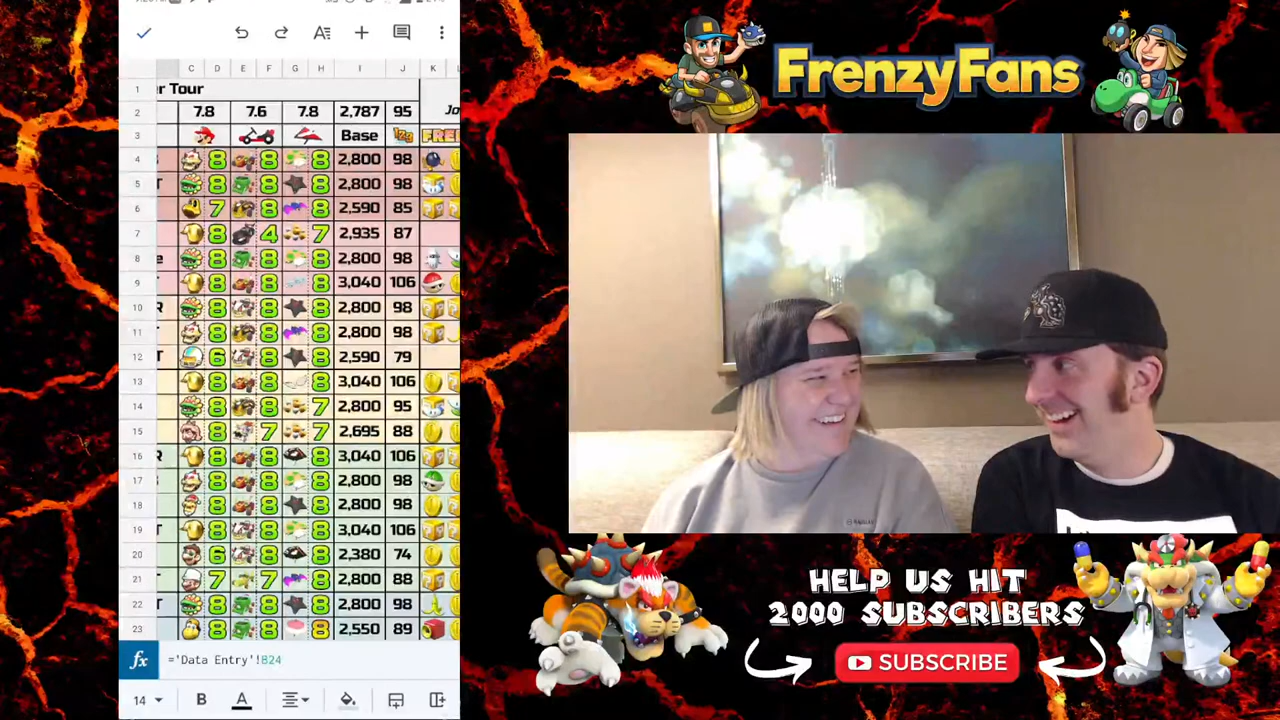 FrenzyFans
C D E F G H I J K
1 r Tour
2 7.8 7.6 7.8 2,787 95 Jo
3 Base 12g FREE
4 8 8 8 2,800 98
5 T 8 8 8 2,800 98
6 7 8 8 2,590 85
7 8 4 7 2,935 87
8 e 8 8 8 2,800 98
9 T 8 8 8 3,040 106
10 R 8 8 8 2,800 98
11 T 8 8 8 2,800 98
12 T 6 8 8 2,590 79
13 8 8 8 3,040 106
14 8 8 7 2,800 95
15 8 7 7 2,695 88
16 R 8 8 8 3,040 106
17 8 8 8 2,800 98
18 8 8 8 2,800 98
19 T 8 8 8 3,040 106
20 6 8 8 2,380 74
21 T 7 7 8 2,800 88
22 T 8 8 8 2,800 98
23 8 8 8 2,550 89
fx ='Data Entry'!B24
14 B A
HELP US HIT
2000 SUBSCRIBERS
SUBSCRIBE